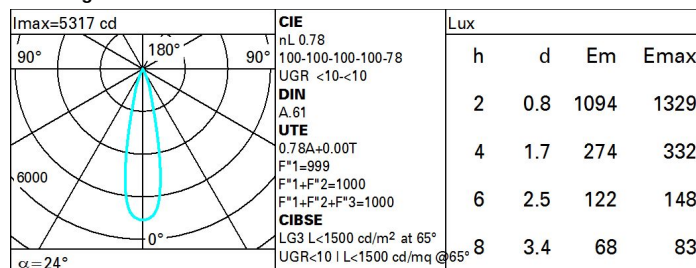 Imax=5317 cd
90°
180°
90°
6000
0°
α=24°
CIE
nL 0.78
100-100-100-100-78
UGR <10-<10
DIN
A.61
UTE
0.78A+0.00T
F"1=999
F"1+F"2=1000
F"1+F"2+F"3=1000
CIBSE
LG3 L<1500 cd/m² at 65°
UGR<10 | L<1500 cd/mq @65°
Lux
h d Em Emax
2 0.8 1094 1329
4 1.7 274 332
6 2.5 122 148
8 3.4 68 83